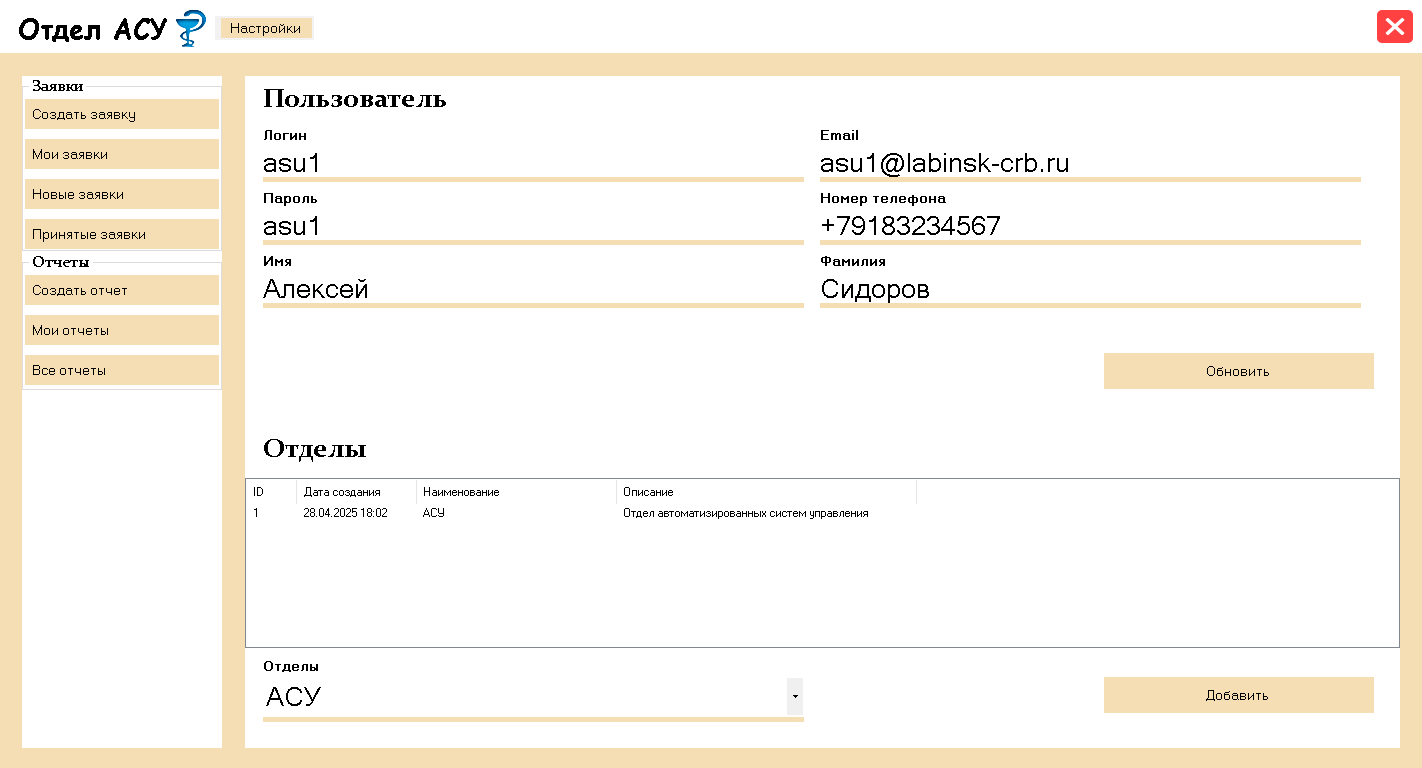 Отдел АСУ
Настройки
Заявки
Создать заявку
Мои заявки
Новые заявки
Принятые заявки
Отчеты
Создать отчет
Мои отчеты
Все отчеты
Пользователь
Логин
asu1
Email
asu1@labinsk-crb.ru
Пароль
asu1
Номер телефона
+79183234567
Имя
Алексей
Фамилия
Сидоров
Обновить
Отделы
ID Дата создания Наименование Описание
1 28.04.2025 18:02 АСУ Отдел автоматизированных систем управления
Отделы
АСУ
Добавить